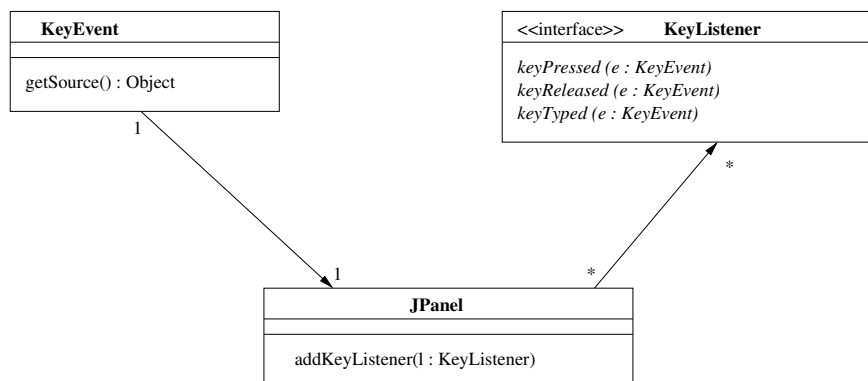 KeyEvent
getSource() : Object
<<interface>> KeyListener
keyPressed (e : KeyEvent)
keyReleased (e : KeyEvent)
keyTyped (e : KeyEvent)
1
*
1
*
JPanel
addKeyListener(l : KeyListener)